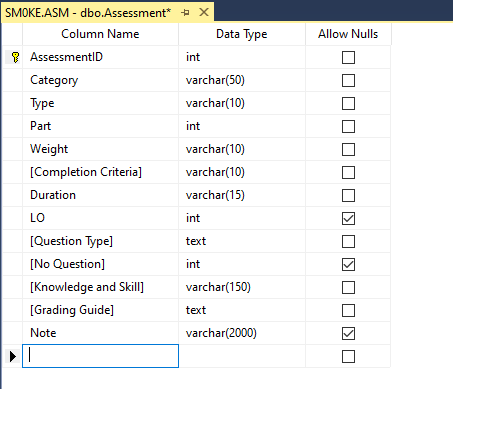 SM0KE.ASM - dbo.Assessment*
Column Name Data Type Allow Nulls
AssessmentID int
Category varchar(50)
Type varchar(10)
Part int
Weight varchar(10)
[Completion Criteria] varchar(10)
Duration varchar(15)
LO int
[Question Type] text
[No Question] int
[Knowledge and Skill] varchar(150)
[Grading Guide] text
Note varchar(2000)